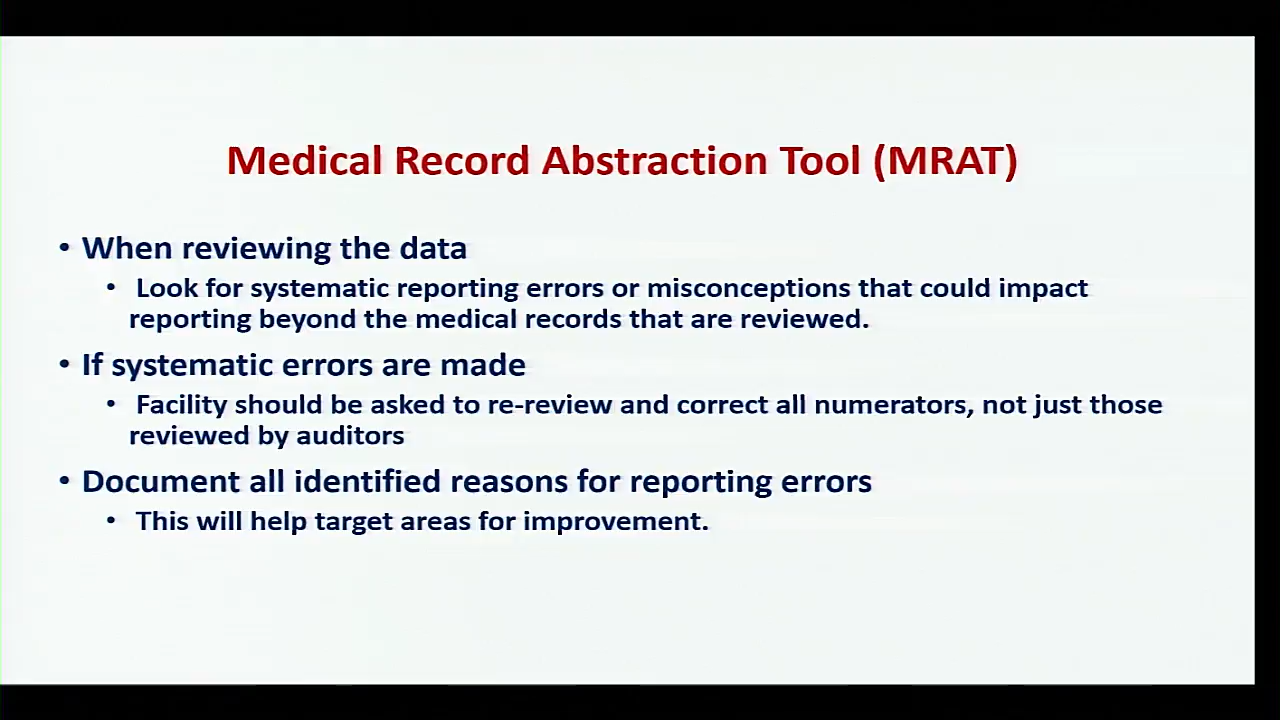 Medical Record Abstraction Tool (MRAT)
• When reviewing the data
• Look for systematic reporting errors or misconceptions that could impact
reporting beyond the medical records that are reviewed.
• If systematic errors are made
• Facility should be asked to re-review and correct all numerators, not just those
reviewed by auditors
• Document all identified reasons for reporting errors
• This will help target areas for improvement.